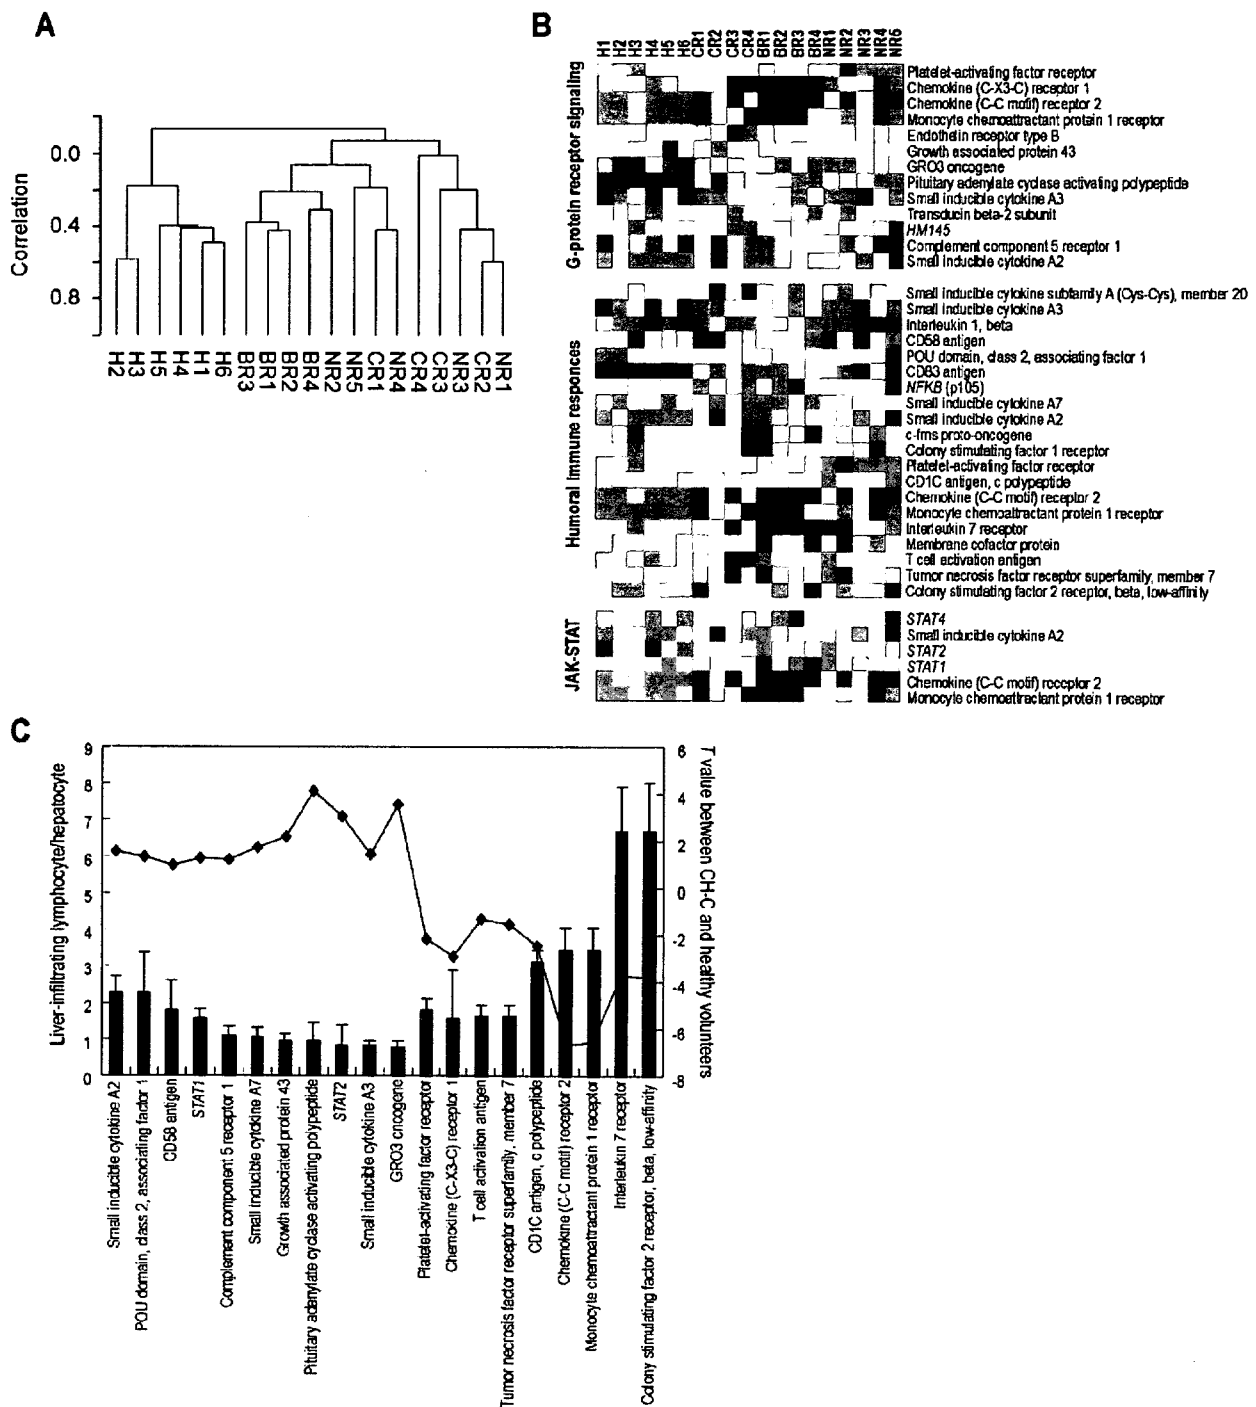 A
0.0
0.4
0.8
Correlation
H2 H3 H5 H4 H1 H6 BR3 BR1 BR2 BR4 NR2 NR5 CR1 NR4 CR4 CR3 NR3 CR2 NR1
B
H1 H2 H3 H4 H5 H6 CR1 CR2 CR3 CR4 BR1 BR2 BR3 BR4 NR1 NR2 NR3 NR4 NR5
G-protein receptor signaling
Platelet-activating factor receptor
Chemokine (C-X3-C) receptor 1
Chemokine (C-C motif) receptor 2
Monocyte chemoattractant protein 1 receptor
Endothelin receptor type B
Growth associated protein 43
GRO3 oncogene
Pituitary adenylate cyclase activating polypeptide
Small inducible cytokine A3
Transducin beta-2 subunit
HM145
Complement component 5 receptor 1
Small inducible cytokine A2
Humoral immune responces
Small inducible cytokine subfamily A (Cys-Cys), member 20
Small inducible cytokine A3
Interleukin 1, beta
CD58 antigen
POU domain, class 2, associating factor 1
CD83 antigen
NFKB (p105)
Small inducible cytokine A7
Small inducible cytokine A2
c-fms proto-oncogene
Colony stimulating factor 1 receptor
Platelet-activating factor receptor
CD1C antigen, c polypeptide
Chemokine (C-C motif) receptor 2
Monocyte chemoattractant protein 1 receptor
Interleukin 7 receptor
Membrane cofactor protein
T cell activation antigen
Tumor necrosis factor receptor superfamily, member 7
Colony stimulating factor 2 receptor, beta, low-affinity
JAK-STAT
STAT4
Small inducible cytokine A2
STAT2
STAT1
Chemokine (C-C motif) receptor 2
Monocyte chemoattractant protein 1 receptor
C
Liver-infiltrating lymphocyte/hepatocyte
9
8
7
6
5
4
3
2
1
0
6
4
2
0
-2
-4
-6
-8
T value between CH-C and healthy volunteers
Small inducible cytokine A2
POU domain, class 2, associating factor 1
CD58 antigen
STAT1
Complement component 5 receptor 1
Small inducible cytokine A7
Growth associated protein 43
Pituitary adenylate cyclase activating polypeptide
STAT2
Small inducible cytokine A3
GRO3 oncogene
Platelet-activating factor receptor
Chemokine (C-X3-C) receptor 1
T cell activation antigen
Tumor necrosis factor receptor superfamily, member 7
CD1C antigen, c polypeptide
Chemokine (C-C motif) receptor 2
Monocyte chemoattractant protein 1 receptor
Interleukin 7 receptor
Colony stimulating factor 2 receptor, beta, low-affinity